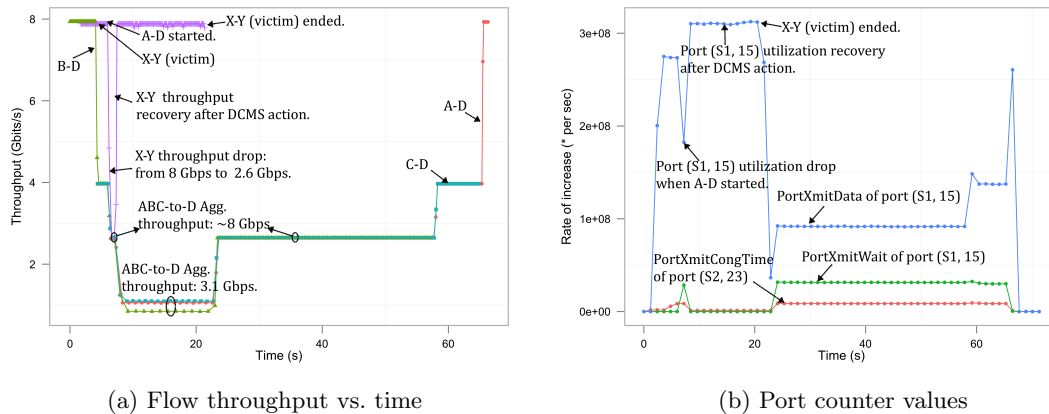 8
6
4
2
0
20
40
60
Throughput (Gbits/s)
Time (s)
B-D
X-Y (victim) ended.
A-D started.
X-Y (victim)
X-Y throughput
recovery after DCMS action.
A-D
X-Y throughput drop:
from 8 Gbps to 2.6 Gbps.
C-D
ABC-to-D Agg.
throughput: ~8 Gbps
ABC-to-D Agg.
throughput: 3.1 Gbps.
(a) Flow throughput vs. time
3e+08
2e+08
1e+08
0e+00
0
20
40
60
Rate of increase (* per sec)
Time (s)
X-Y (victim) ended.
Port (S1, 15) utilization recovery
after DCMS action.
Port (S1, 15) utilization drop
when A-D started.
PortXmitData of port (S1, 15)
PortXmitCongTime
of port (S2, 23)
PortXmitWait of port (S1, 15)
(b) Port counter values